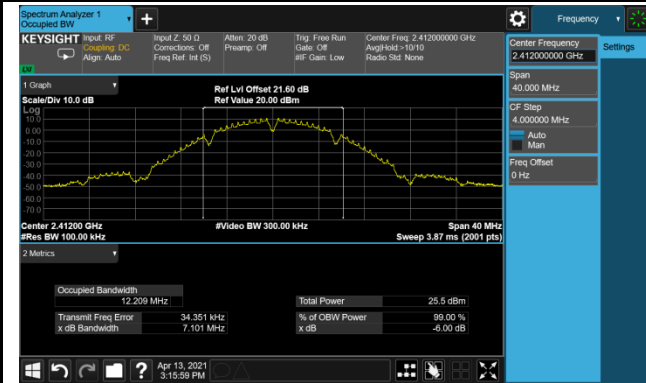 Spectrum Analyzer 1
Occupied BW
+
Frequency
KEYSIGHT
Input: RF
Coupling: DC
Align: Auto
Input Z: 50 Ω
Corrections: Off
Freq Ref: Int (S)
Atten: 20 dB
Preamp: Off
Trig: Free Run
Gate: Off
#IF Gain: Low
Center Freq: 2.412000000 GHz
Avg|Hold:>10/10
Radio Std: None
Center Frequency
2.412000000 GHz
Settings
Span
40.000 MHz
CF Step
4.000000 MHz
Auto
Man
Freq Offset
0 Hz
1 Graph
Scale/Div 10.0 dB
Ref Lvl Offset 21.60 dB
Ref Value 20.00 dBm
Log
10.0
0.00
-10.0
-20.0
-30.0
-40.0
-50.0
-60.0
-70.0
Center 2.41200 GHz
#Res BW 100.00 kHz
#Video BW 300.00 kHz
Span 40 MHz
Sweep 3.87 ms (2001 pts)
2 Metrics
Occupied Bandwidth
12.209 MHz
Total Power 25.5 dBm
Transmit Freq Error 34.351 kHz
% of OBW Power 99.00 %
x dB Bandwidth 7.101 MHz
x dB -6.00 dB
?
Apr 13, 2021
3:15:59 PM